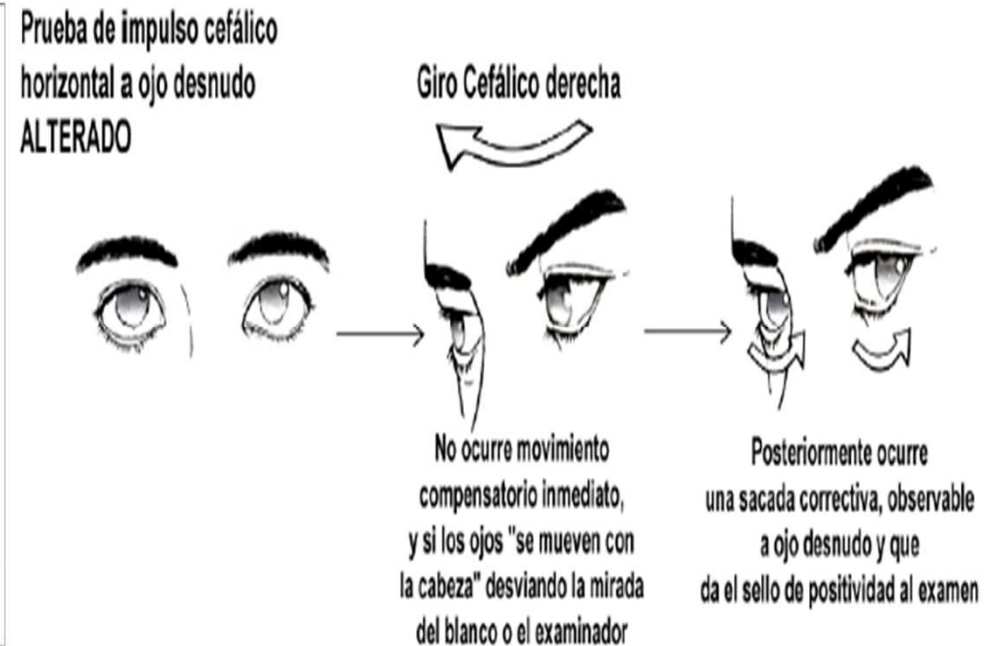 Prueba de impulso cefálico
horizontal a ojo desnudo
ALTERADO
Giro Cefálico derecha
No ocurre movimiento
compensatorio inmediato,
y si los ojos "se mueven con
la cabeza" desviando la mirada
del blanco o el examinador
Posteriormente ocurre
una sacada correctiva, observable
a ojo desnudo y que
da el sello de positividad al examen